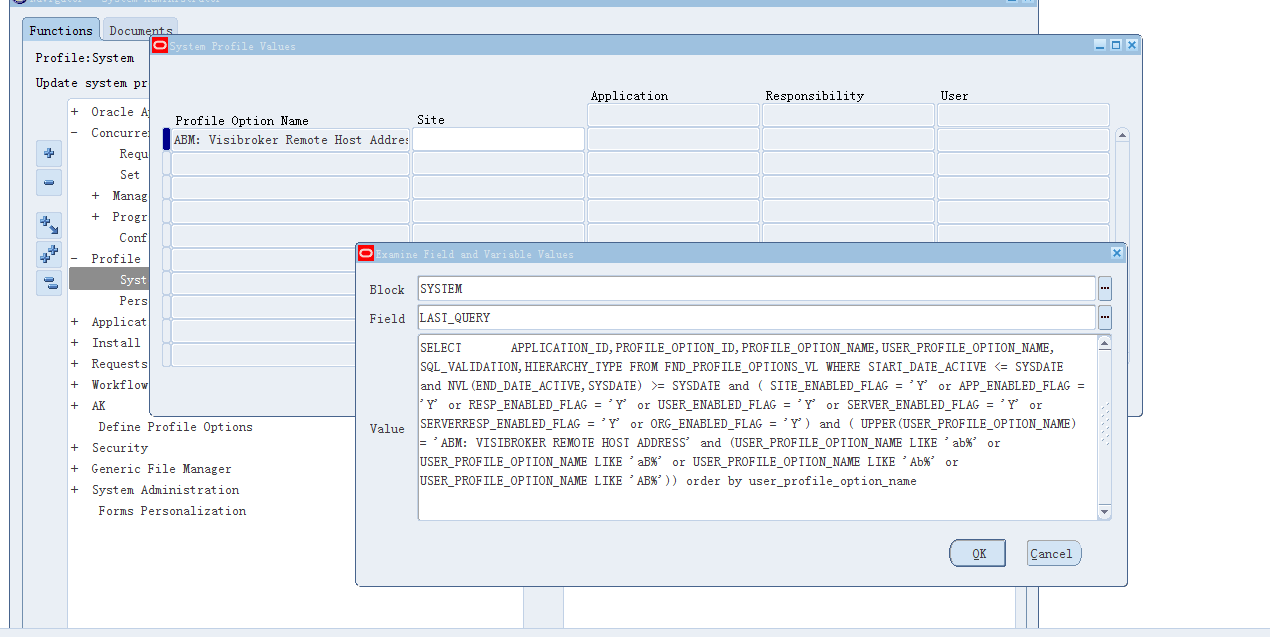 Navigator - System Administrator
Functions
Documents
Profile:System
Update system pr
+ Oracle A
- Concurre
Requ
Set
+ Manag
+ Progr
Conf
- Profile
Syst
Pers
+ Applicat
+ Install
+ Requests
+ Workflow
+ AK
Define Profile Options
+ Security
+ Generic File Manager
+ System Administration
Forms Personalization
System Profile Values
Application
Responsibility
User
Profile Option Name
Site
ABM: Visibroker Remote Host Addres
Examine Field and Variable Values
Block
SYSTEM
...
Field
LAST_QUERY
...
Value
SELECT APPLICATION_ID,PROFILE_OPTION_ID,PROFILE_OPTION_NAME,USER_PROFILE_OPTION_NAME,
SQL_VALIDATION,HIERARCHY_TYPE FROM FND_PROFILE_OPTIONS_VL WHERE START_DATE_ACTIVE <= SYSDATE
and NVL(END_DATE_ACTIVE,SYSDATE) >= SYSDATE and ( SITE_ENABLED_FLAG = 'Y' or APP_ENABLED_FLAG =
'Y' or RESP_ENABLED_FLAG = 'Y' or USER_ENABLED_FLAG = 'Y' or SERVER_ENABLED_FLAG = 'Y' or
SERVERRESP_ENABLED_FLAG = 'Y' or ORG_ENABLED_FLAG = 'Y') and ( UPPER(USER_PROFILE_OPTION_NAME)
= 'ABM: VISIBROKER REMOTE HOST ADDRESS' and (USER_PROFILE_OPTION_NAME LIKE 'ab%' or
USER_PROFILE_OPTION_NAME LIKE 'aB%' or USER_PROFILE_OPTION_NAME LIKE 'Ab%' or
USER_PROFILE_OPTION_NAME LIKE 'AB%')) order by user_profile_option_name
OK
Cancel